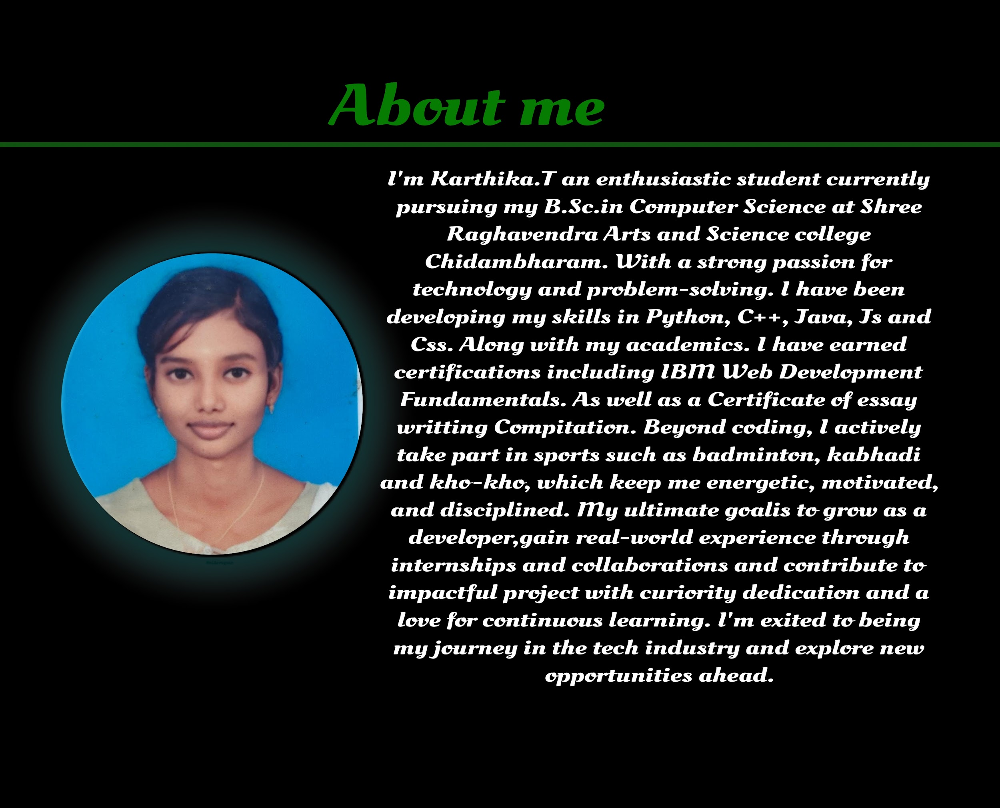 About me
I'm Karthika.T an enthusiastic student currently
pursuing my B.Sc.in Computer Science at Shree
Raghavendra Arts and Science college
Chidambharam. With a strong passion for
technology and problem-solving. I have been
developing my skills in Python, C++, Java, Js and
Css. Along with my academics. I have earned
certifications including IBM Web Development
Fundamentals. As well as a Certificate of essay
writting Compitation. Beyond coding, I actively
take part in sports such as badminton, kabhadi
and kho-kho, which keep me energetic, motivated,
and disciplined. My ultimate goalis to grow as a
developer,gain real-world experience through
internships and collaborations and contribute to
impactful project with curiority dedication and a
love for continuous learning. I'm exited to being
my journey in the tech industry and explore new
opportunities ahead.